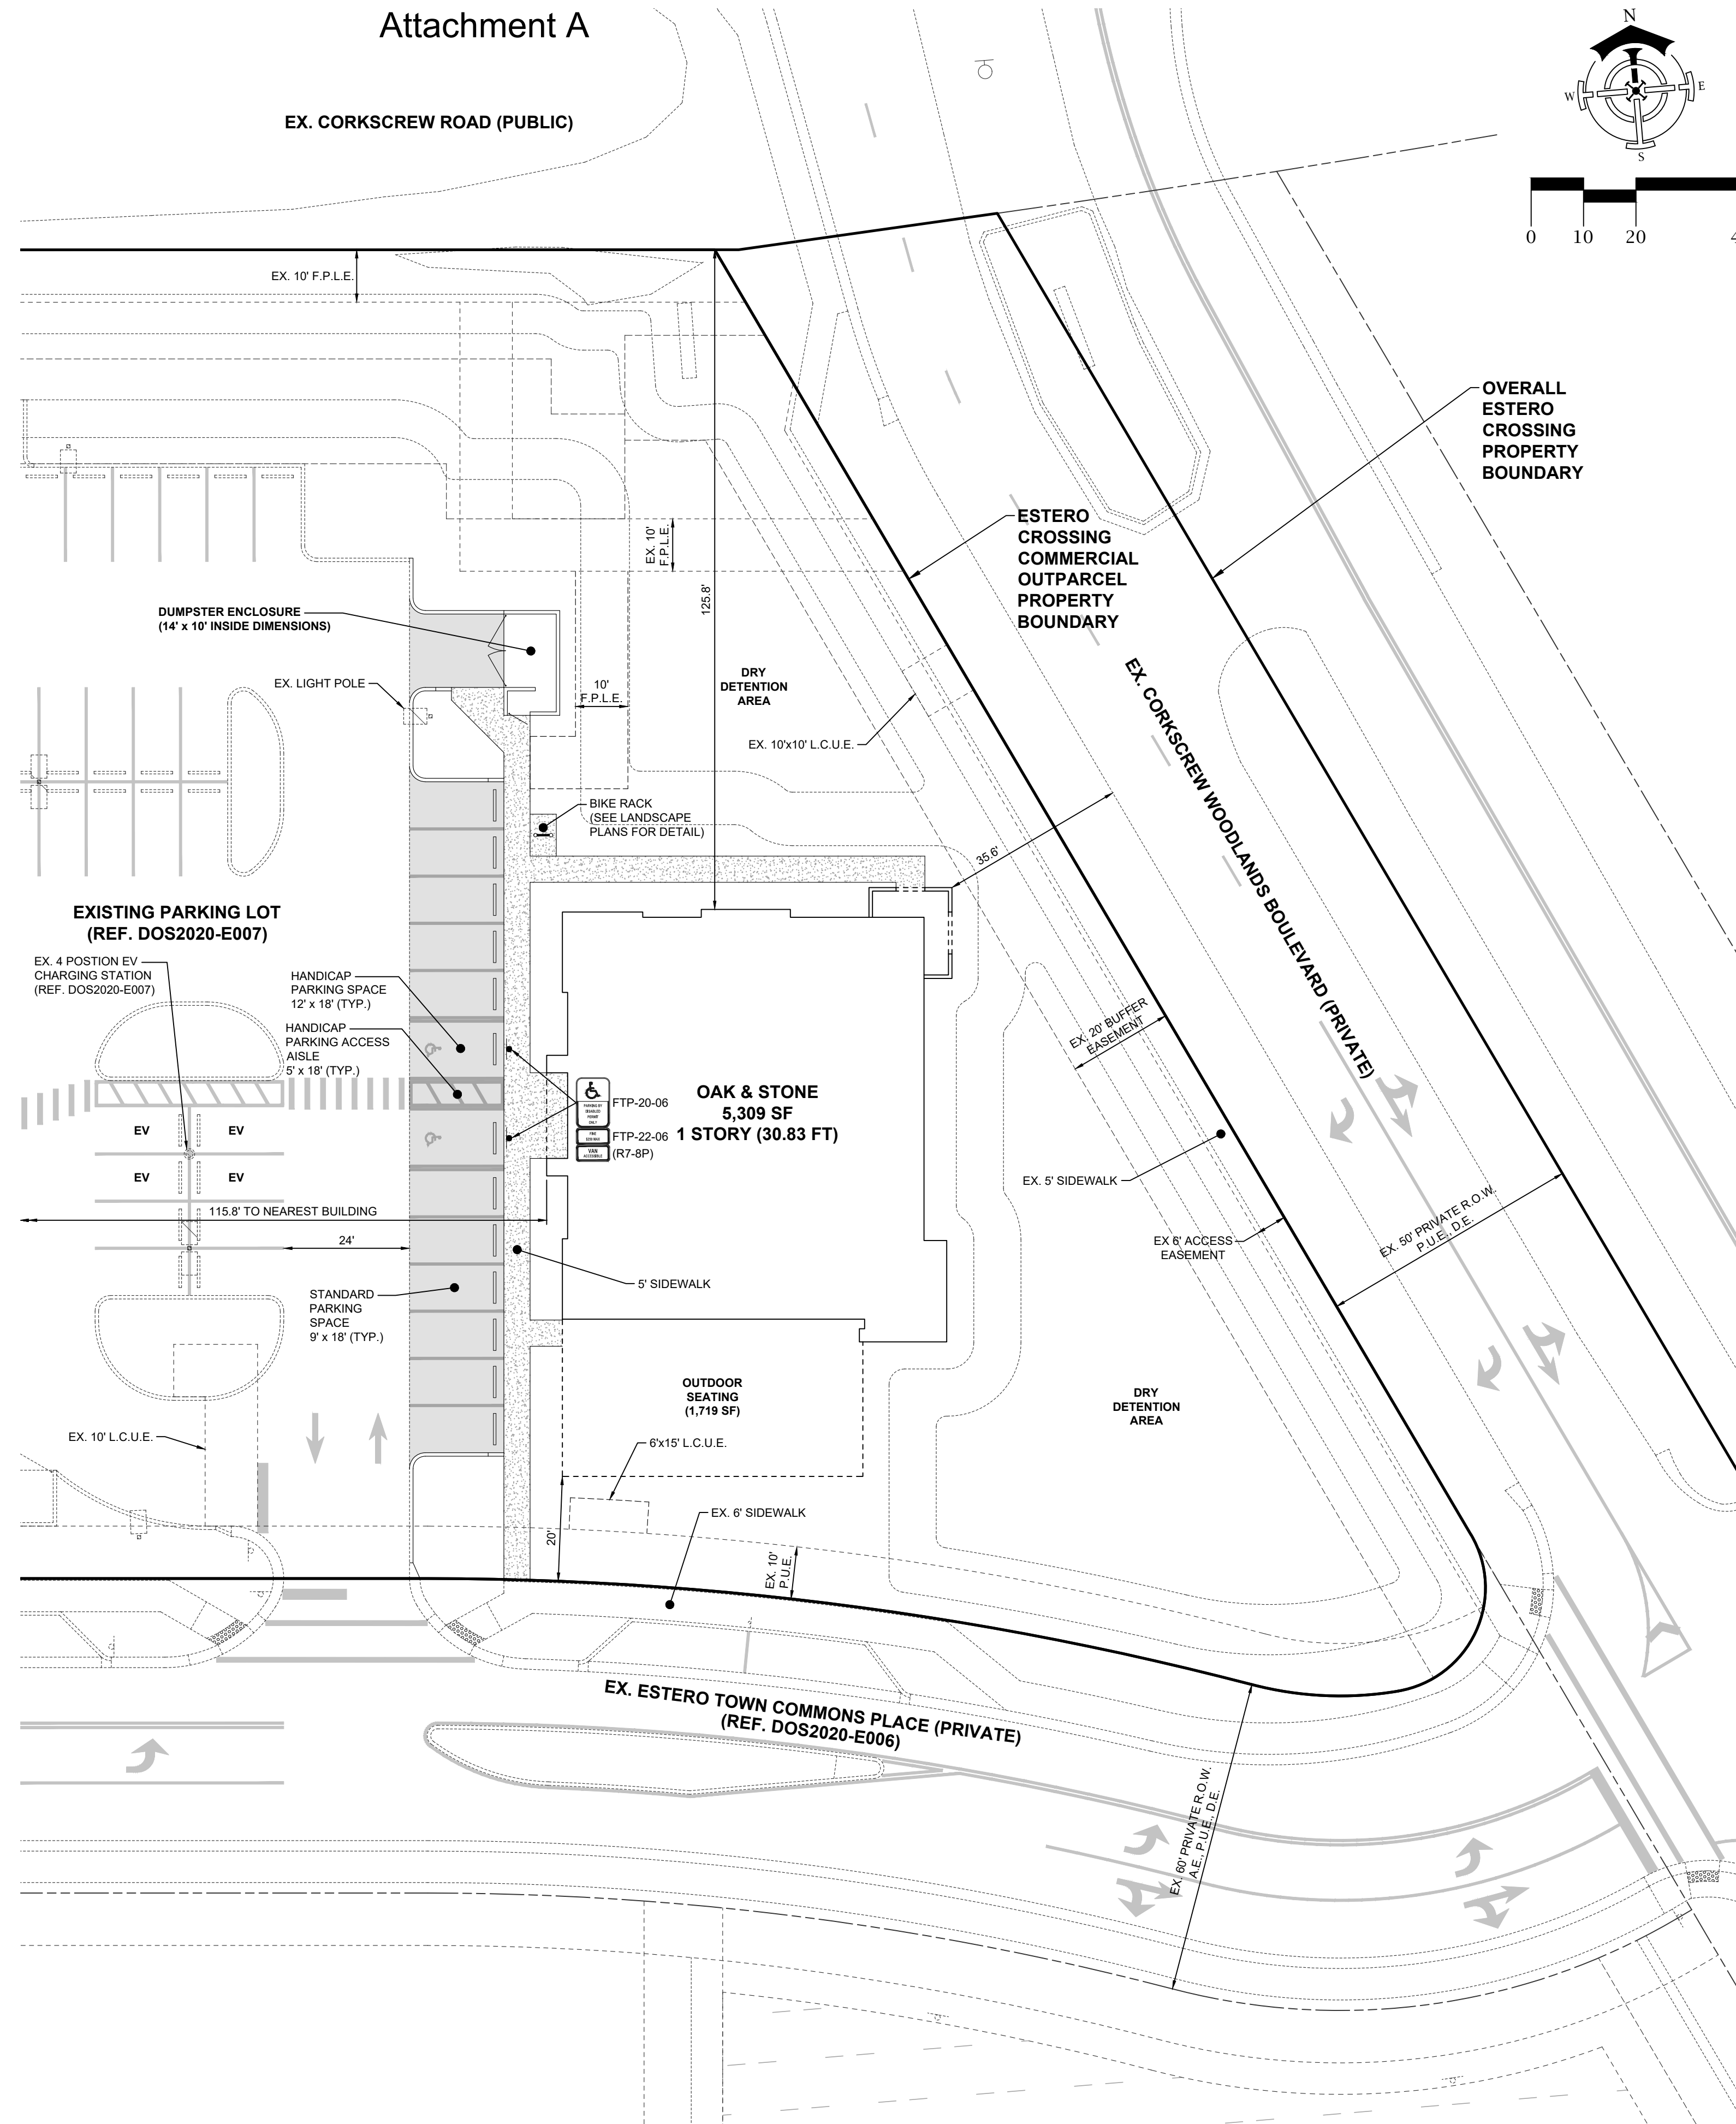 Attachment A
N
W
E
S
0 10 20
EX. CORKSCREW ROAD (PUBLIC)
EX. 10' F.P.L.E.
OVERALL
ESTERO
CROSSING
PROPERTY
BOUNDARY
ESTERO
CROSSING
COMMERCIAL
OUTPARCEL
PROPERTY
BOUNDARY
EX. 10'
F.P.L.E.
125.8'
DUMPSTER ENCLOSURE
(14' x 10' INSIDE DIMENSIONS)
EX. LIGHT POLE
10'
F.P.L.E.
DRY
DETENTION
AREA
EX. 10'x10' L.C.U.E.
EX. CORKSCREW WOODLANDS BOULEVARD (PRIVATE)
BIKE RACK
(SEE LANDSCAPE
PLANS FOR DETAIL)
35.6'
EXISTING PARKING LOT
(REF. DOS2020-E007)
EX. 4 POSTION EV
CHARGING STATION
(REF. DOS2020-E007)
HANDICAP
PARKING SPACE
12' x 18' (TYP.)
HANDICAP
PARKING ACCESS
AISLE
5' x 18' (TYP.)
EX. 20' BUFFER
EASEMENT
OAK & STONE
5,309 SF
1 STORY (30.83 FT)
PARKING BY
DISABLED
PERMIT
ONLY
FTP-20-06
FTP-22-06
VAN
ACCESSIBLE
(R7-8P)
EV
EV
EV
EV
EX. 5' SIDEWALK
115.8' TO NEAREST BUILDING
24'
EX 6' ACCESS
EASEMENT
EX. 50' PRIVATE R.O.W.
P.U.E., D.E.
5' SIDEWALK
STANDARD
PARKING
SPACE
9' x 18' (TYP.)
OUTDOOR
SEATING
(1,719 SF)
DRY
DETENTION
AREA
EX. 10' L.C.U.E.
6'x15' L.C.U.E.
EX. 6' SIDEWALK
20'
EX. 10'
P.U.E.
EX. ESTERO TOWN COMMONS PLACE (PRIVATE)
(REF. DOS2020-E006)
EX. 60' PRIVATE R.O.W.
A.E., P.U.E., D.E.